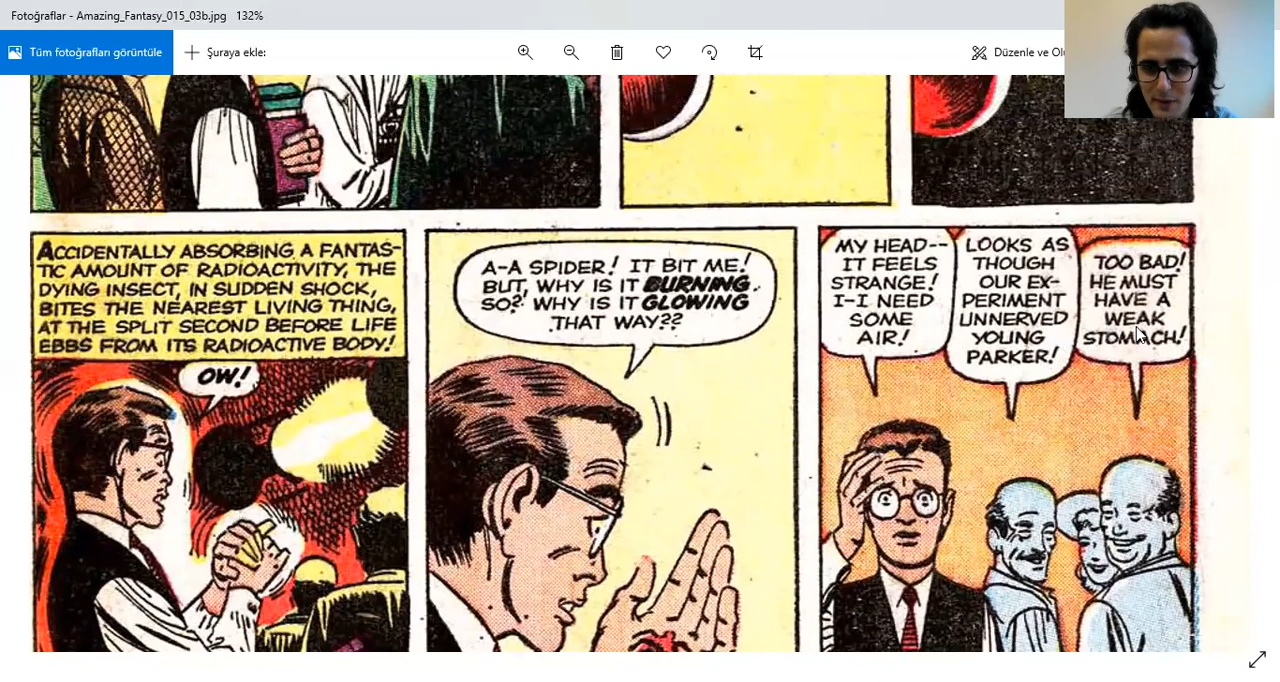 Fotoğraflar - Amazing_Fantasy_015_03b.jpg 132%
Tüm fotoğrafları görüntüle
Şuraya ekle:
Düzenle ve Olu
ACCIDENTALLY ABSORBING A FANTAS-
TIC AMOUNT OF RADIOACTIVITY, THE
DYING INSECT, IN SUDDEN SHOCK,
BITES THE NEAREST LIVING THING,
AT THE SPLIT SECOND BEFORE LIFE
EBBS FROM ITS RADIOACTIVE BODY!
OW!
A-A SPIDER! IT BIT ME!
BUT, WHY IS IT BURNING
SO? WHY IS IT GLOWING
THAT WAY??
MY HEAD--
IT FEELS
STRANGE!
I-I NEED
SOME
AIR!
LOOKS AS
THOUGH
OUR EX-
PERIMENT
UNNERVED
YOUNG
PARKER!
TOO BAD!
HE MUST
HAVE A
WEAK
STOMACH!